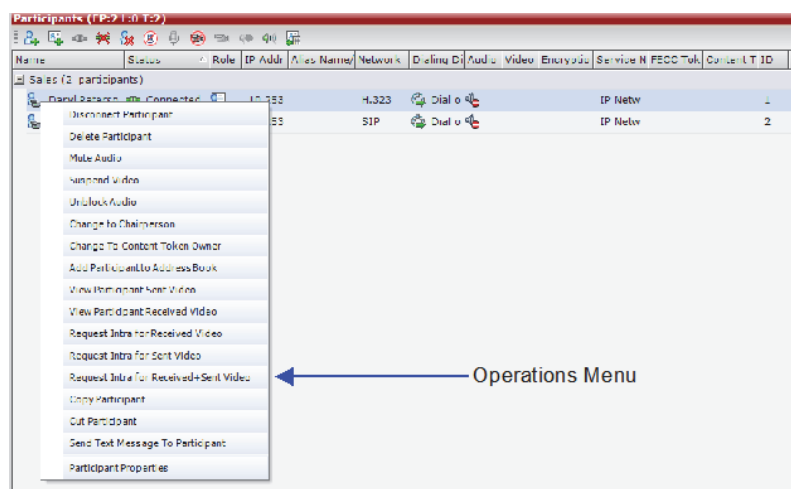 Participants (EP:2 L:0 T:2)
Name Status Role IP Addr Alias Name/ Network Dialing Di Audio Video Encryptio Service N FECC Tok Content T ID
Sales (2 participants)
Daryl Connected H.323 Dial o IP Netw 1
SIP Dial o IP Netw 2
Disconnect Participant
Delete Participant
Mute Audio
Suspend Video
Unblock Audio
Change to Chairperson
Change To Content Token Owner
Add Participant to Address Book
View Participant Sent Video
View Participant Received Video
Request Intra for Received Video
Request Intra for Sent Video
Request Intra for Received+Sent Video
Operations Menu
Copy Participant
Cut Participant
Send Text Message To Participant
Participant Properties